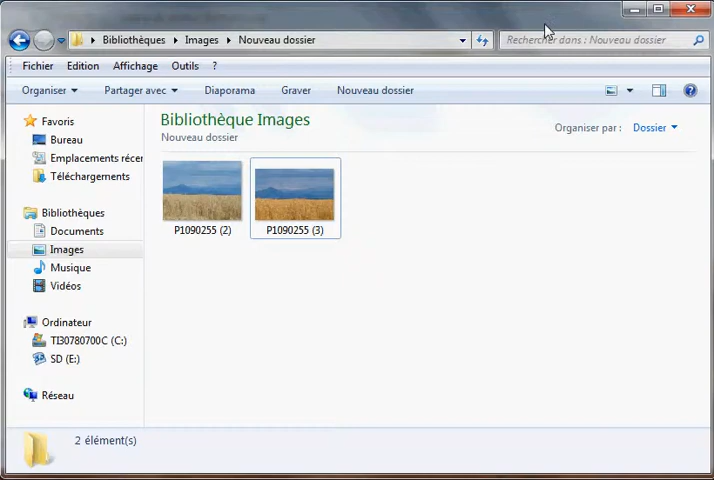 Bibliothèques Images Nouveau dossier Rechercher dans : Nouveau dossier
Fichier Edition Affichage Outils ?
Organiser Partager avec Diaporama Graver Nouveau dossier
Favoris
Bureau
Emplacements récen
Téléchargements
Bibliothèques
Documents
Images
Musique
Vidéos
Ordinateur
TI30780700C (C:)
SD (E:)
Réseau
Bibliothèque Images
Nouveau dossier
Organiser par : Dossier
P1090255 (2) P1090255 (3)
2 élément(s)